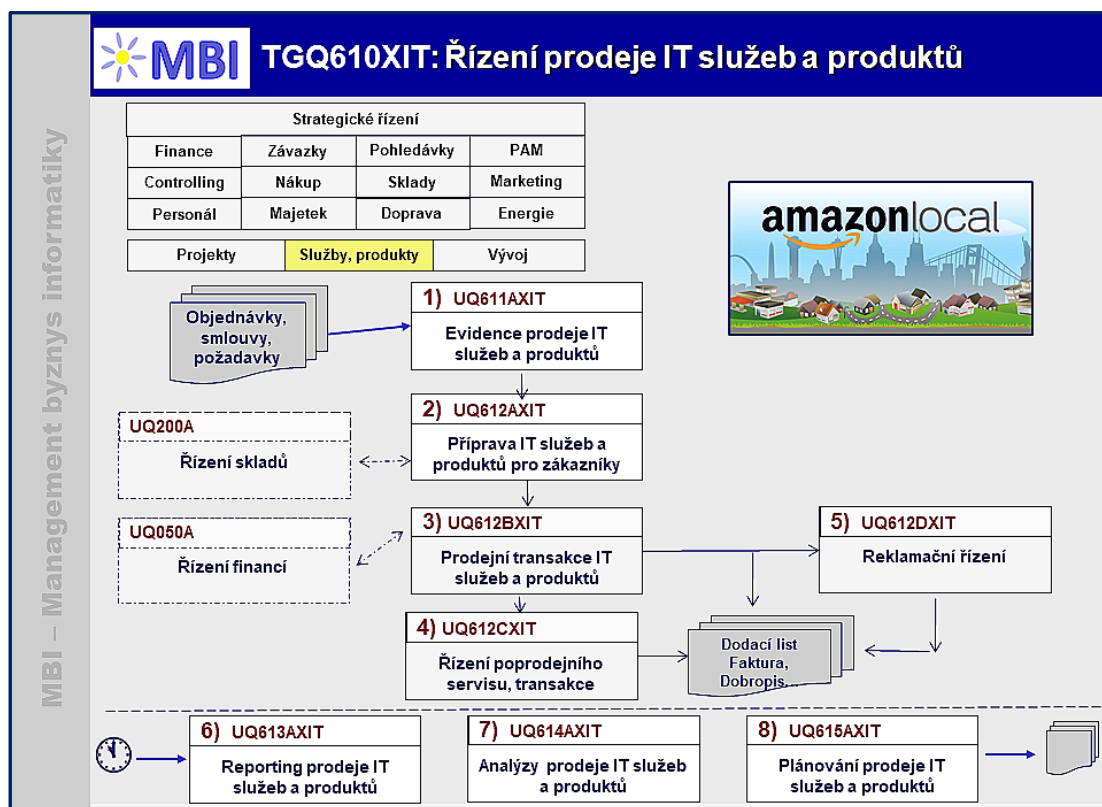 MBI
TGQ610XIT: Řízení prodeje IT služeb a produktů
MBI – Management byznys informatiky
Strategické řízení
Finance
Závazky
Pohledávky
PAM
Controlling
Nákup
Sklady
Marketing
Personál
Majetek
Doprava
Energie
Projekty
Služby, produkty
Vývoj
amazonlocal
Objednávky,
smlouvy,
požadavky
1) UQ611AXIT
Evidence prodeje IT
služeb a produktů
2) UQ612AXIT
Příprava IT služeb a
produktů pro zákazníky
UQ200A
Řízení skladů
UQ050A
Řízení financí
3) UQ612BXIT
Prodejní transakce IT
služeb a produktů
5) UQ612DXIT
Reklamační řízení
4) UQ612CXIT
Řízení poprodejního
servisu, transakce
Dodací list
Faktura,
Dobropis...
6) UQ613AXIT
Reporting prodeje IT
služeb a produktů
7) UQ614AXIT
Analýzy prodeje IT služeb
a produktů
8) UQ615AXIT
Plánování prodeje IT
služeb a produktů